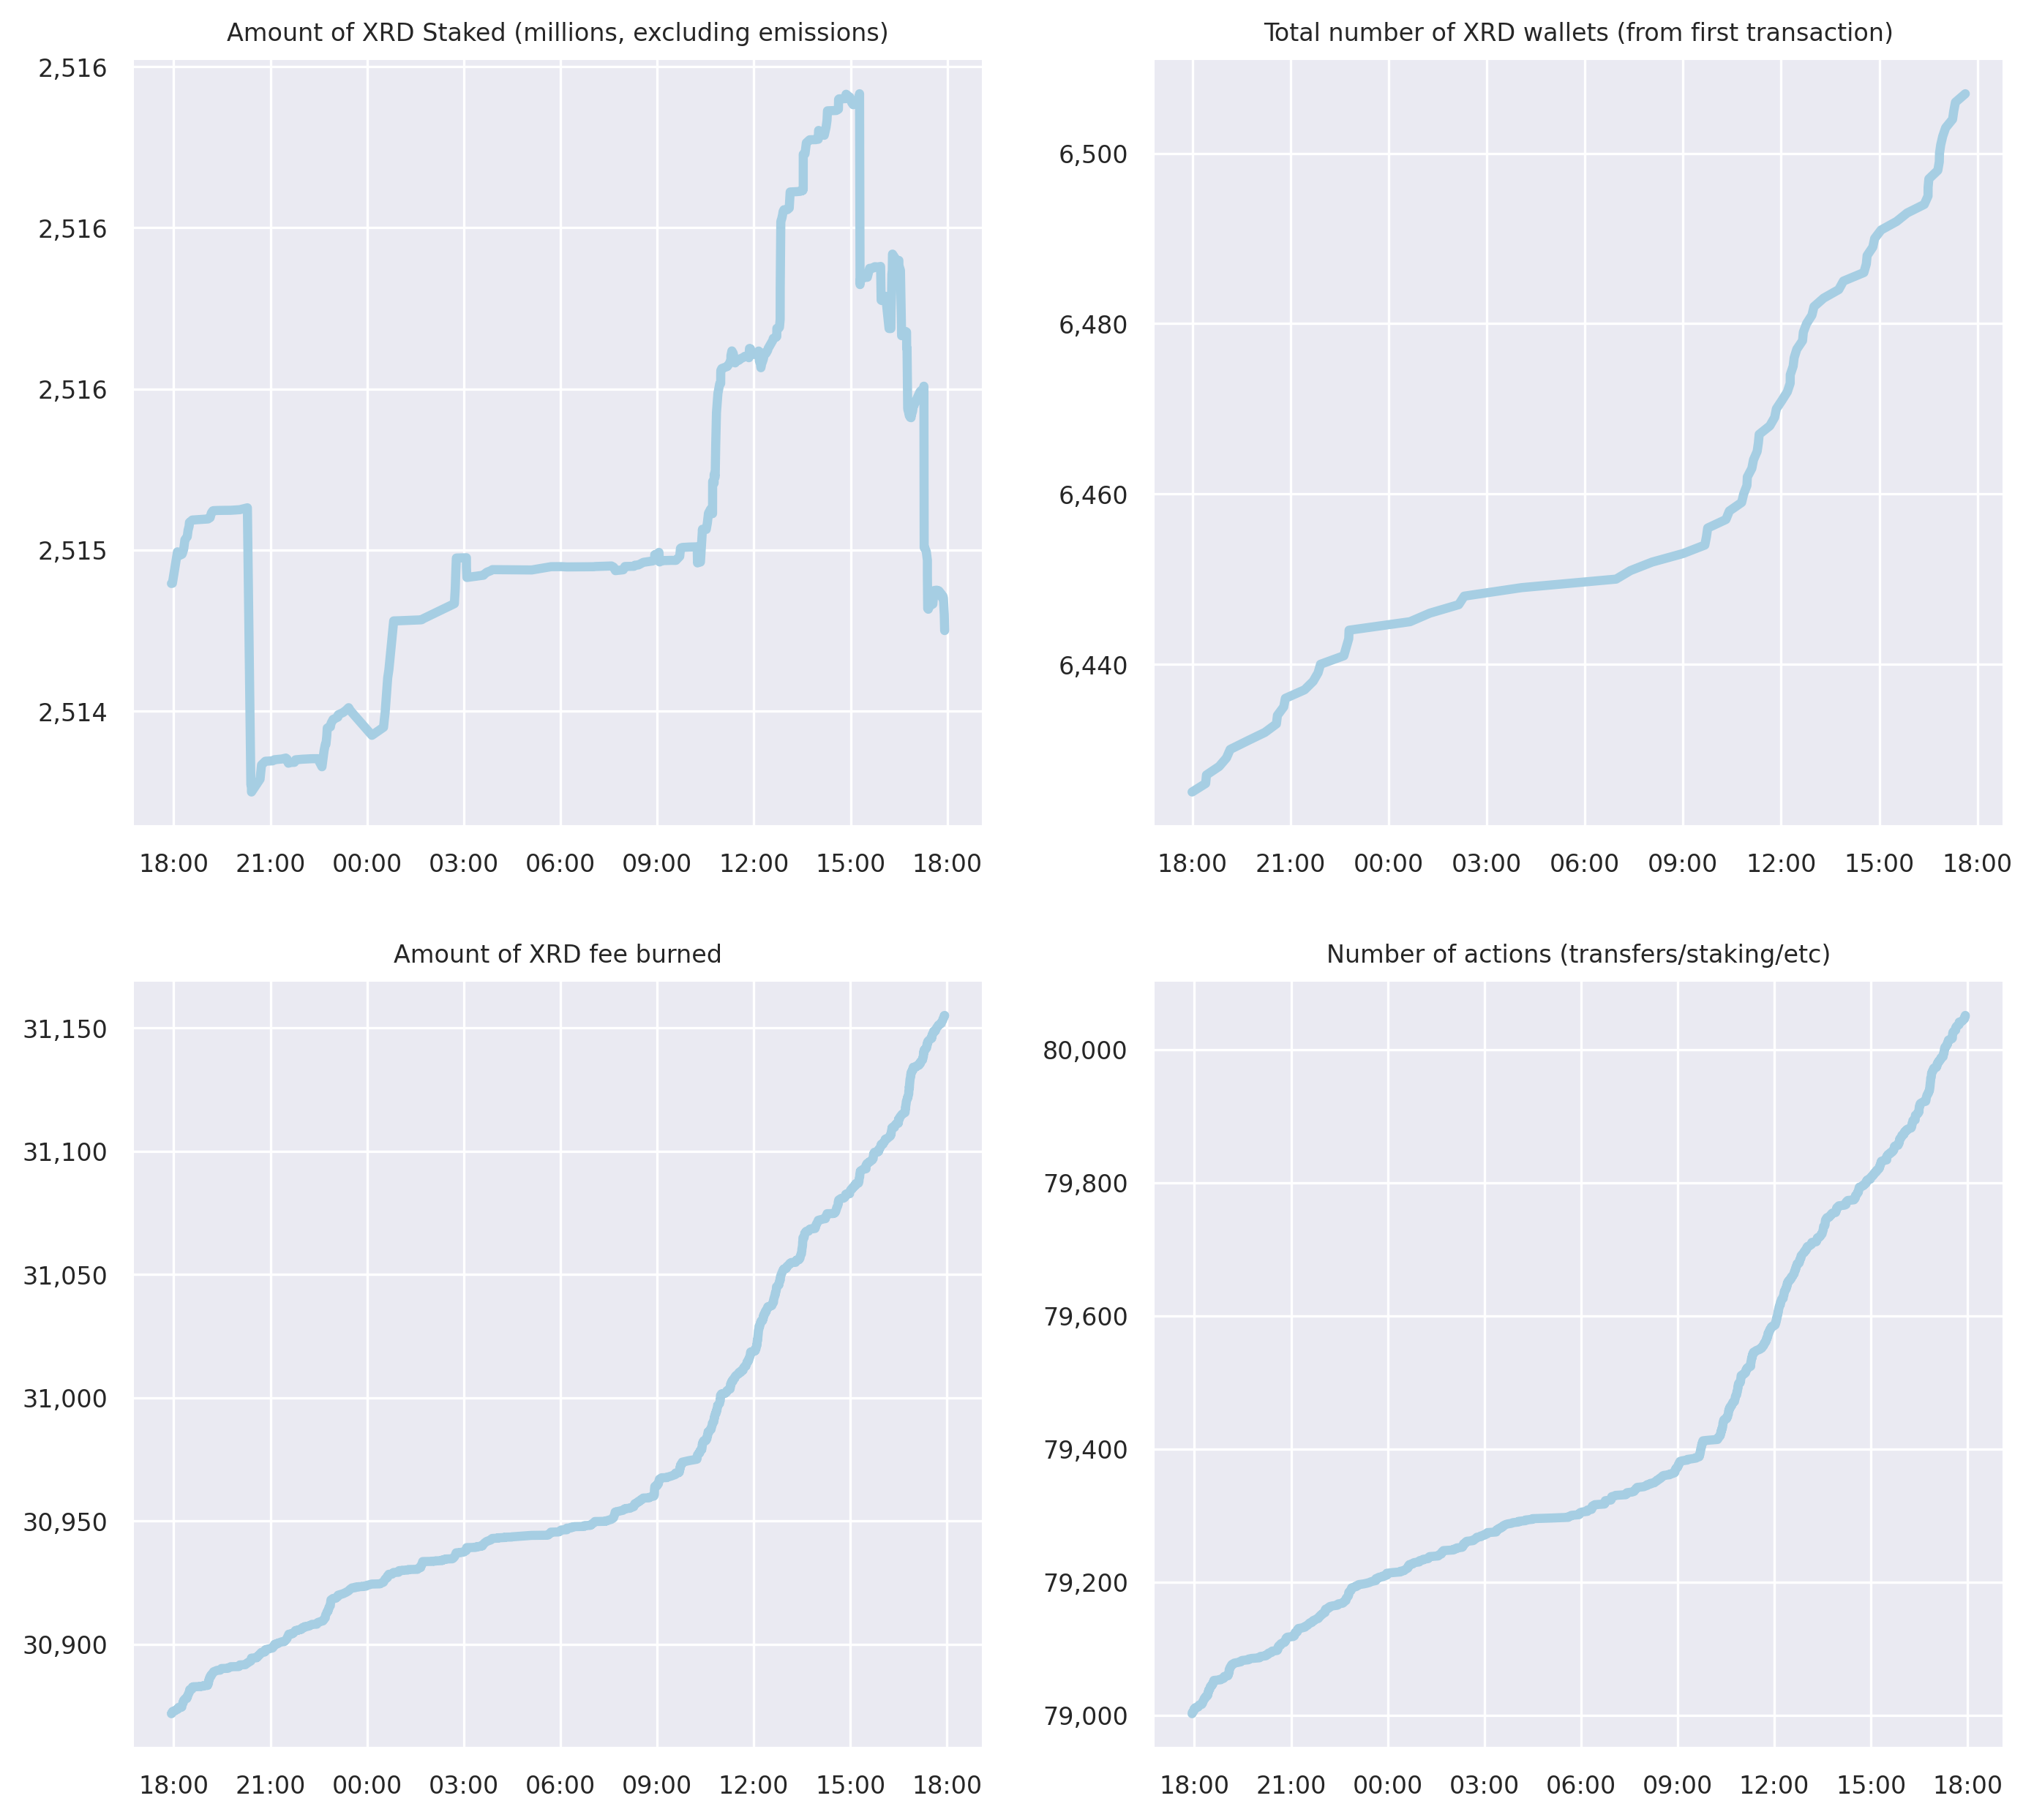 Amount of XRD Staked (millions, excluding emissions)
2,516
2,516
2,516
2,515
2,514
18:00 21:00 00:00 03:00 06:00 09:00 12:00 15:00 18:00
Total number of XRD wallets (from first transaction)
6,500
6,480
6,460
6,440
18:00 21:00 00:00 03:00 06:00 09:00 12:00 15:00 18:00
Amount of XRD fee burned
31,150
31,100
31,050
31,000
30,950
30,900
18:00 21:00 00:00 03:00 06:00 09:00 12:00 15:00 18:00
Number of actions (transfers/staking/etc)
80,000
79,800
79,600
79,400
79,200
79,000
18:00 21:00 00:00 03:00 06:00 09:00 12:00 15:00 18:00